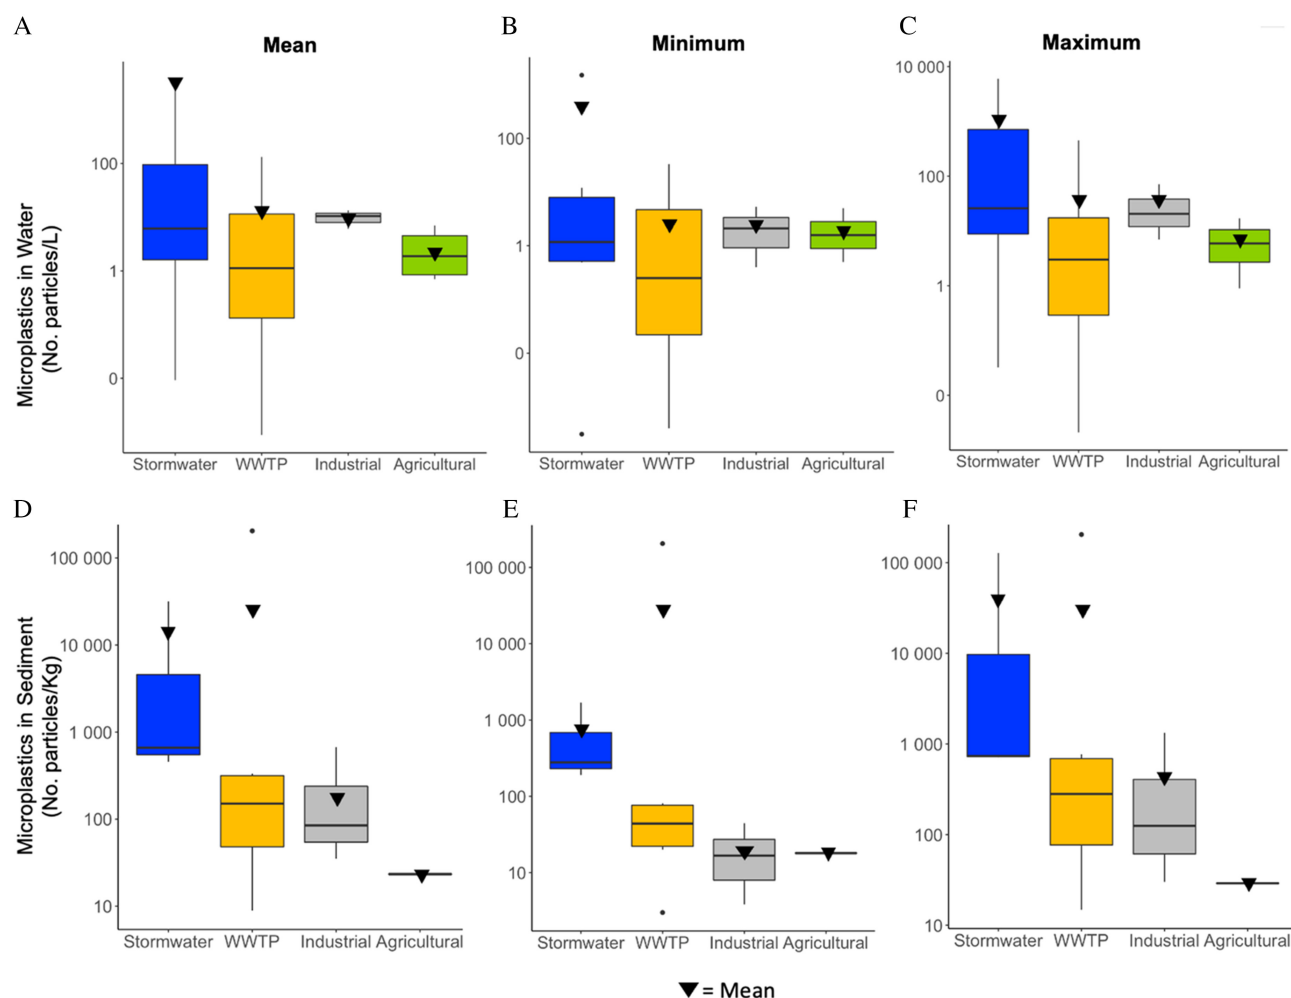 A
B
C
Mean
Minimum
Maximum
Microplastics in Water
(No. particles/L)
100
1
0
100
1
0
10 000
100
1
0
Stormwater WWTP Industrial Agricultural
Stormwater WWTP Industrial Agricultural
Stormwater WWTP Industrial Agricultural
D
E
F
Microplastics in Sediment
(No. particles/Kg)
100 000
10 000
1 000
100
10
100 000
10 000
1 000
100
10
100 000
10 000
1 000
100
10
Stormwater WWTP Industrial Agricultural
Stormwater WWTP Industrial Agricultural
Stormwater WWTP Industrial Agricultural
= Mean